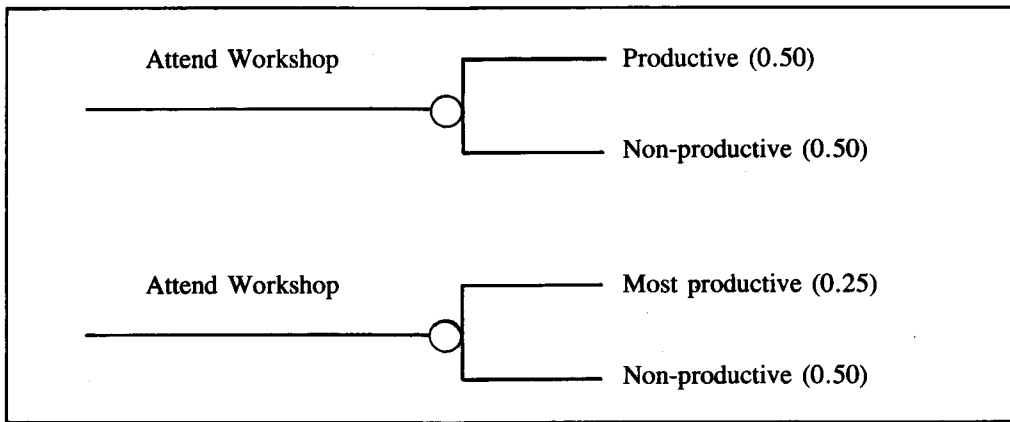 Attend Workshop
Productive (0.50)
Non-productive (0.50)
Attend Workshop
Most productive (0.25)
Non-productive (0.50)